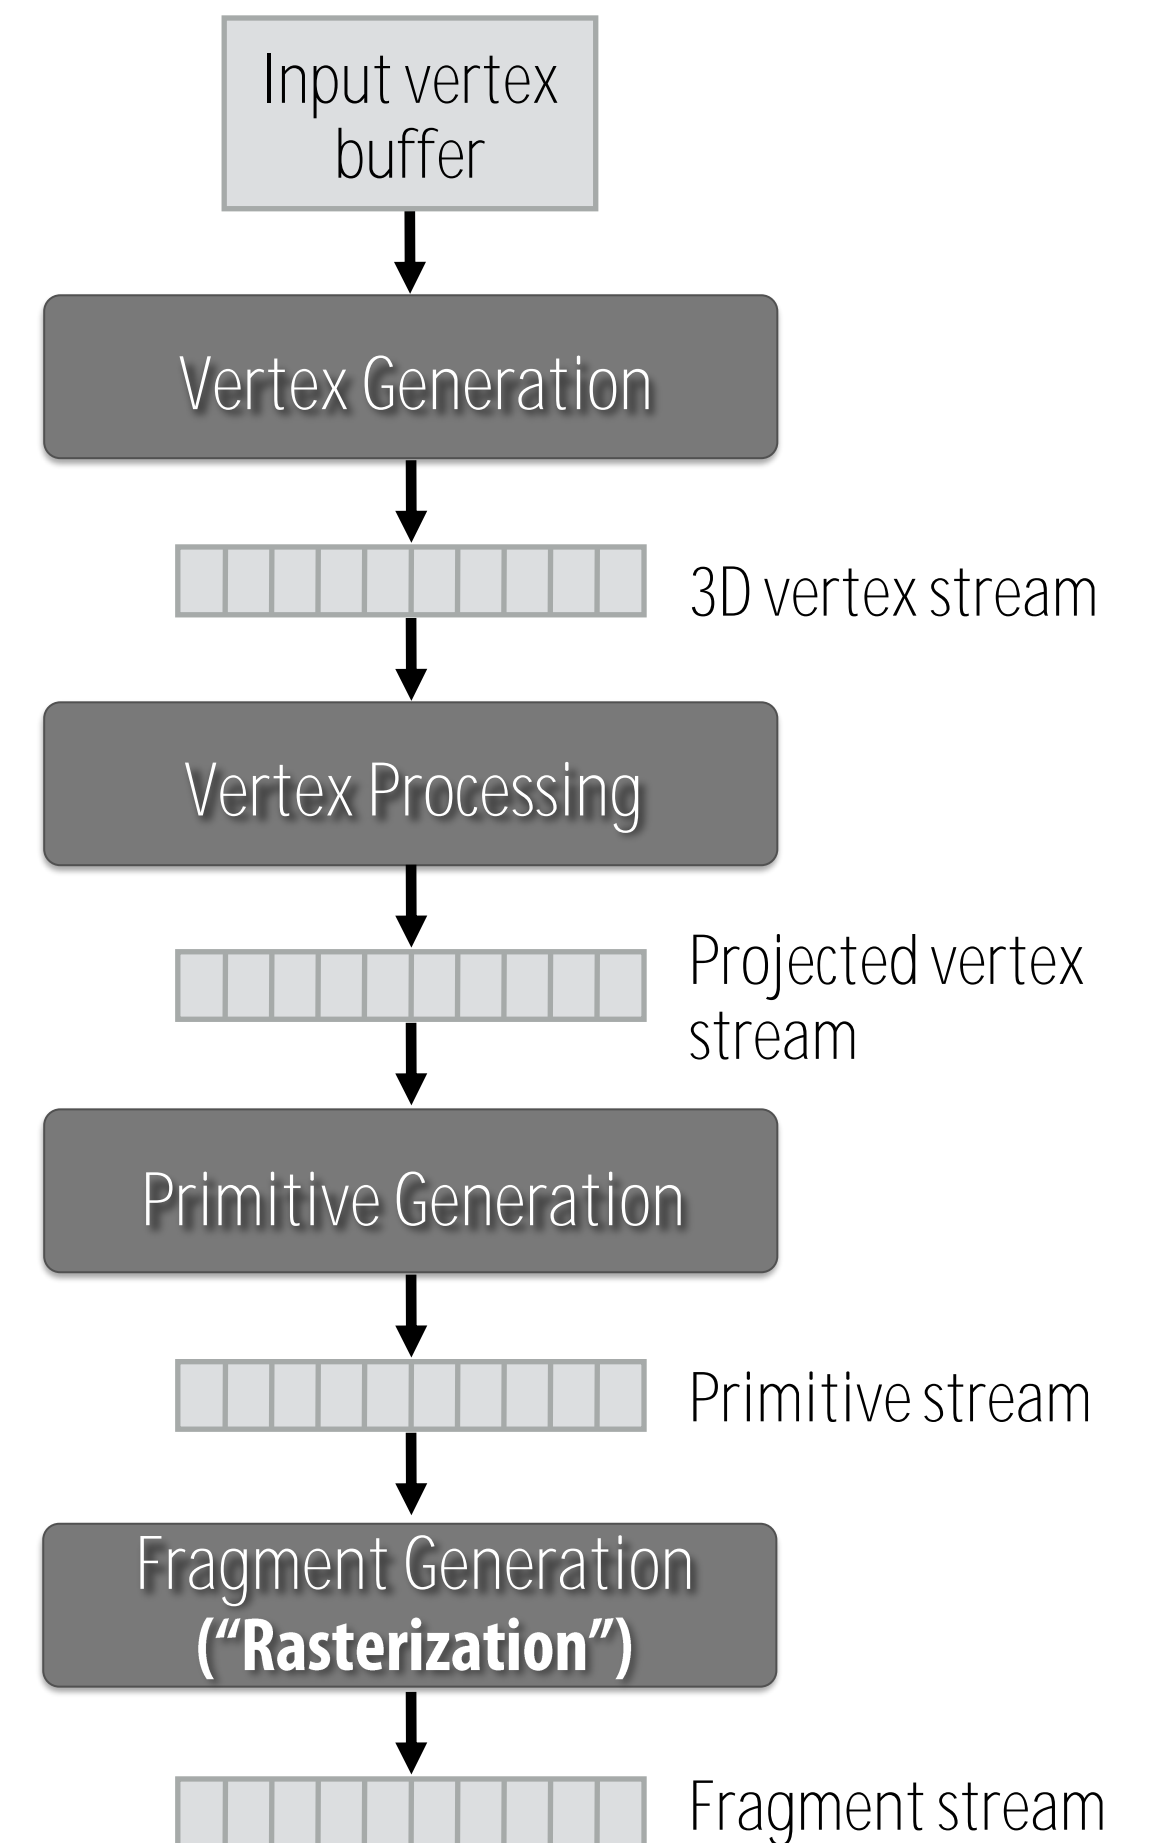 Input vertex
buffer
Vertex Generation
3D vertex stream
Vertex Processing
Projected vertex
stream
Primitive Generation
Primitive stream
Fragment Generation
(“Rasterization”)
Fragment stream